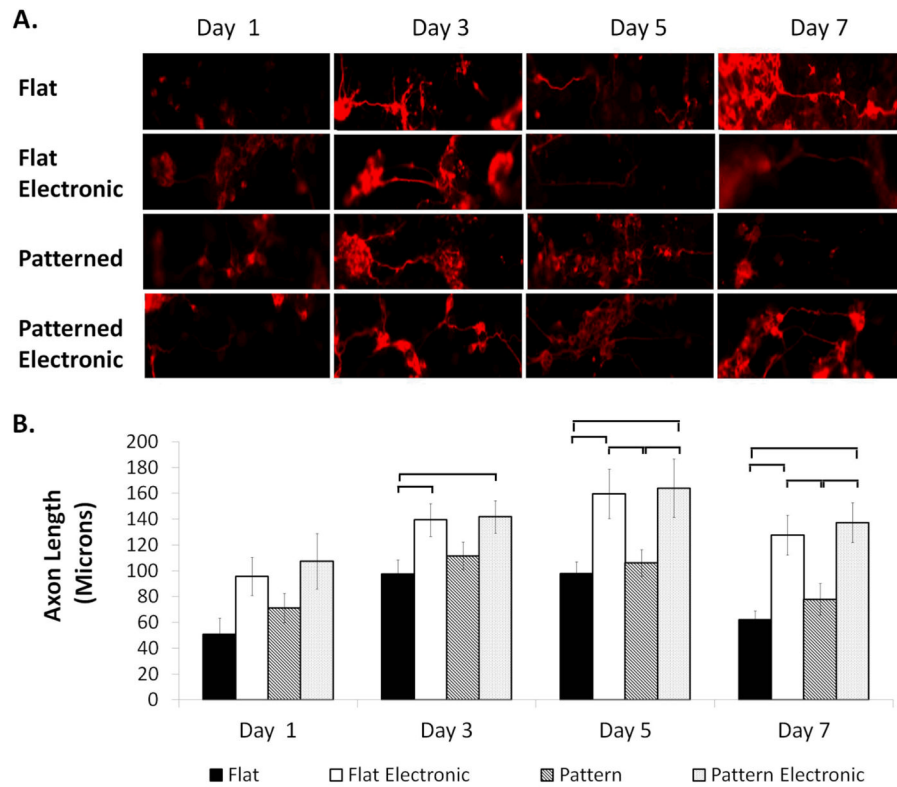 A.
Day 1 Day 3 Day 5 Day 7
Flat
Flat
Electronic
Patterned
Patterned
Electronic
B.
Axon Length
(Microns)
200
180
160
140
120
100
80
60
40
20
0
Day 1 Day 3 Day 5 Day 7
Flat Flat Electronic Pattern Pattern Electronic